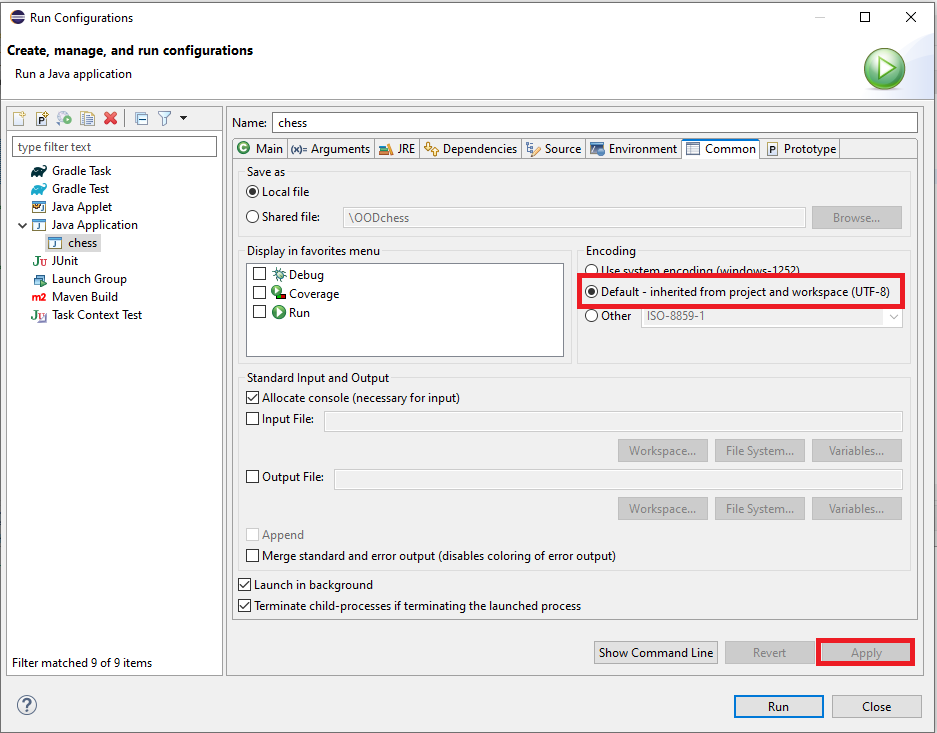 Run Configurations
Create, manage, and run configurations
Run a Java application
type filter text
Gradle Task
Gradle Test
Java Applet
Java Application
chess
JUnit
Launch Group
Maven Build
Task Context Test
Filter matched 9 of 9 items
Name: chess
Main (x)= Arguments JRE Dependencies Source Environment Common Prototype
Save as
Local file
Shared file: \OODchess Browse...
Display in favorites menu
Debug
Coverage
Run
Encoding
Use system encoding (windows-1252)
Default - inherited from project and workspace (UTF-8)
Other ISO-8859-1
Standard Input and Output
Allocate console (necessary for input)
Input File:
Workspace... File System... Variables...
Output File:
Workspace... File System... Variables...
Append
Merge standard and error output (disables coloring of error output)
Launch in background
Terminate child-processes if terminating the launched process
Show Command Line Revert Apply
Run Close